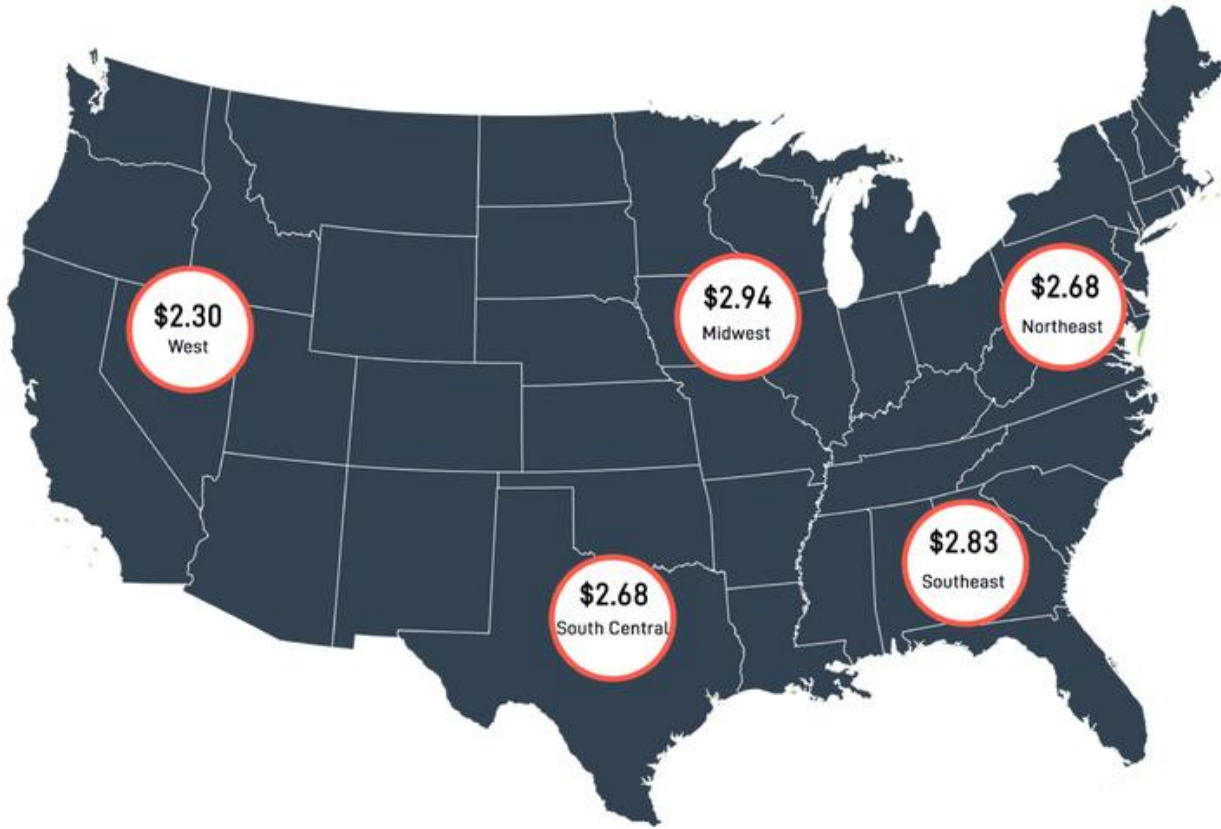 $2.30
West
$2.94
Midwest
$2.68
Northeast
$2.68
South Central
$2.83
Southeast